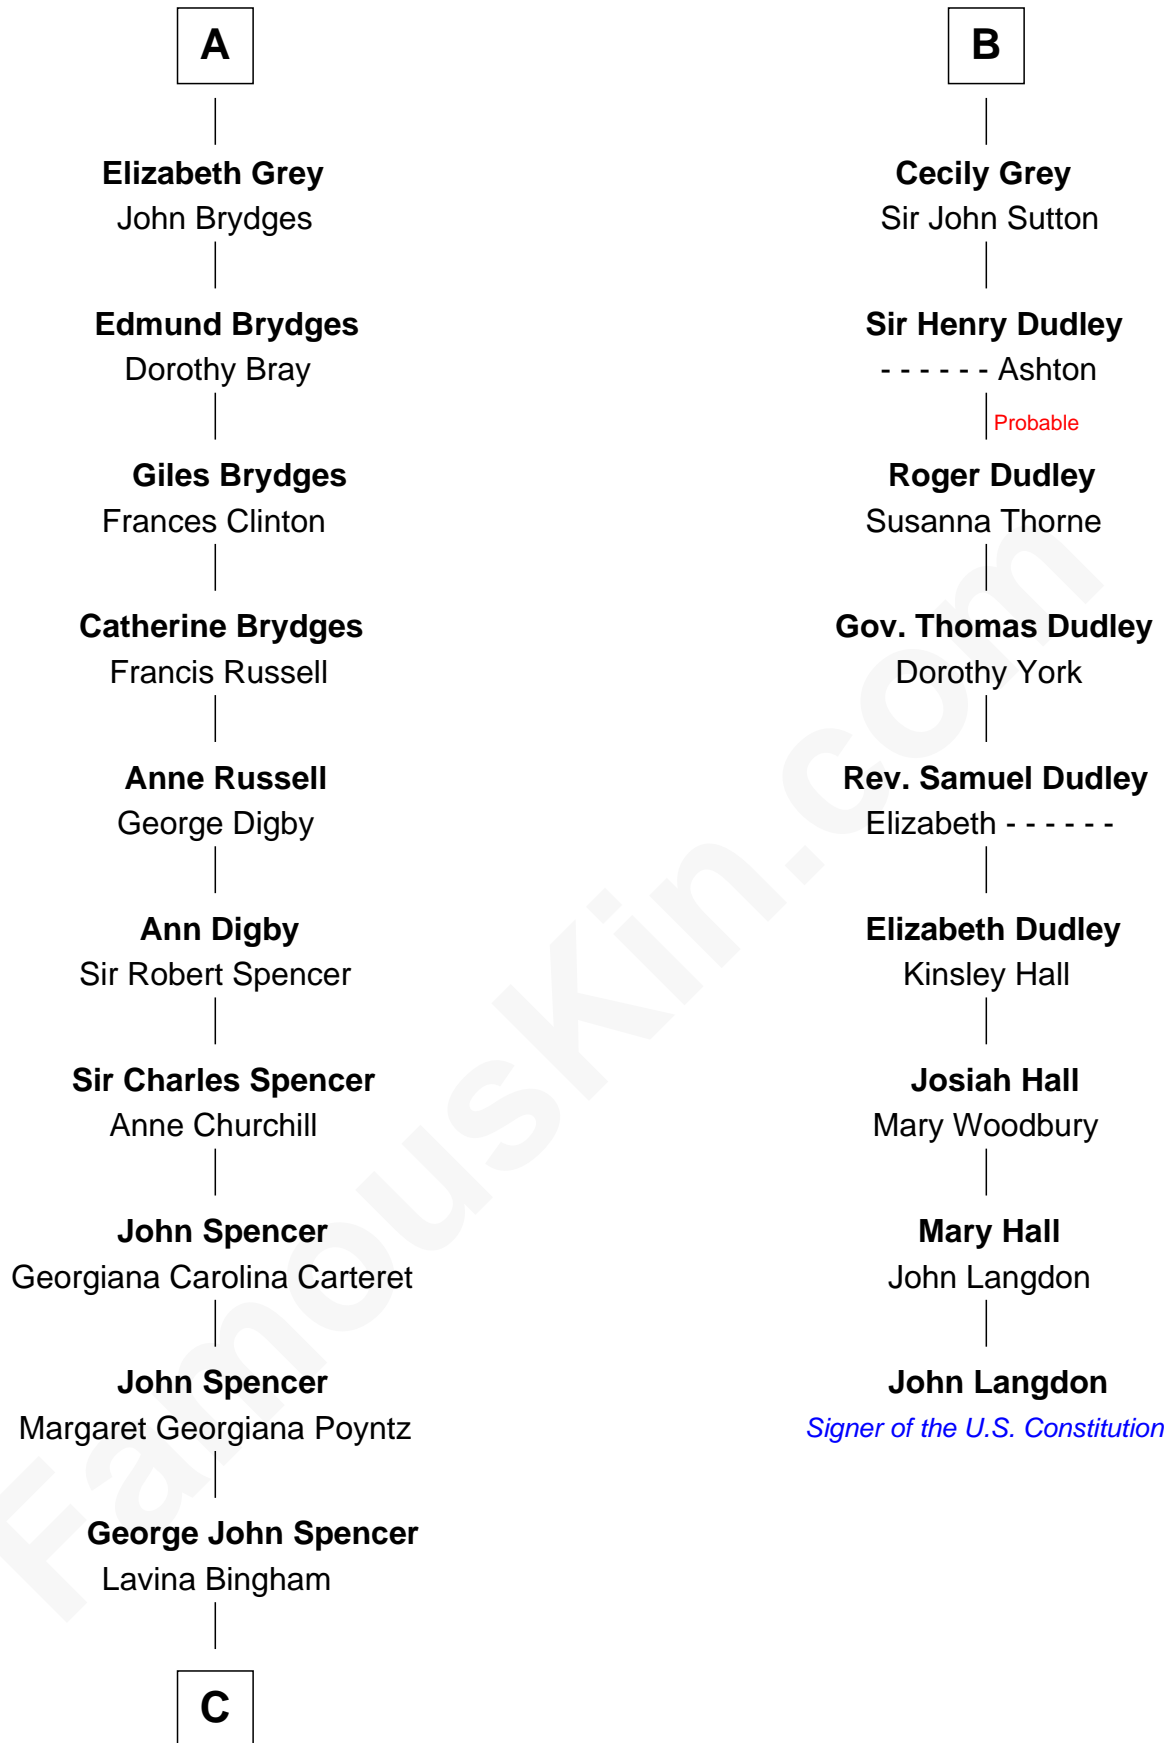 A
Elizabeth Grey
John Brydges
Edmund Brydges
Dorothy Bray
Giles Brydges
Frances Clinton
Catherine Brydges
Francis Russell
Anne Russell
George Digby
Ann Digby
Sir Robert Spencer
Sir Charles Spencer
Anne Churchill
John Spencer
Georgiana Carolina Carteret
John Spencer
Margaret Georgiana Poyntz
George John Spencer
Lavina Bingham
C
B
Cecily Grey
Sir John Sutton
Sir Henry Dudley
- - - - - - Ashton
Probable
Roger Dudley
Susanna Thorne
Gov. Thomas Dudley
Dorothy York
Rev. Samuel Dudley
Elizabeth - - - - - -
Elizabeth Dudley
Kinsley Hall
Josiah Hall
Mary Woodbury
Mary Hall
John Langdon
John Langdon
Signer of the U.S. Constitution
FamousKin.com